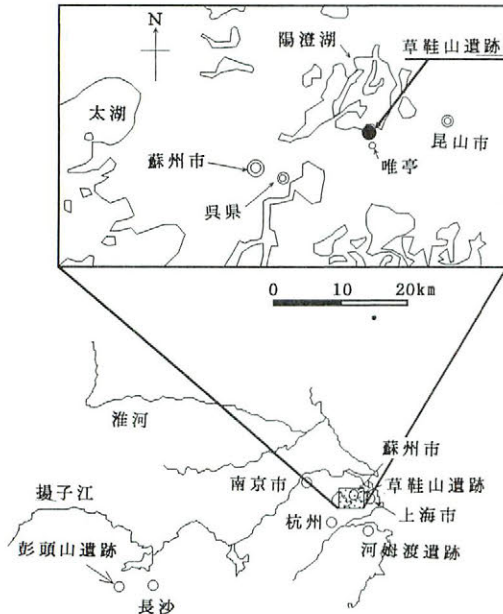 N
陽澄湖
草鞋山遺跡
太湖
昆山市
蘇州市
唯亭
呉県
0 10 20km
淮河
蘇州市
南京市
草鞋山遺跡
揚子江
上海市
杭州
彭頭山遺跡
河姆渡遺跡
長沙